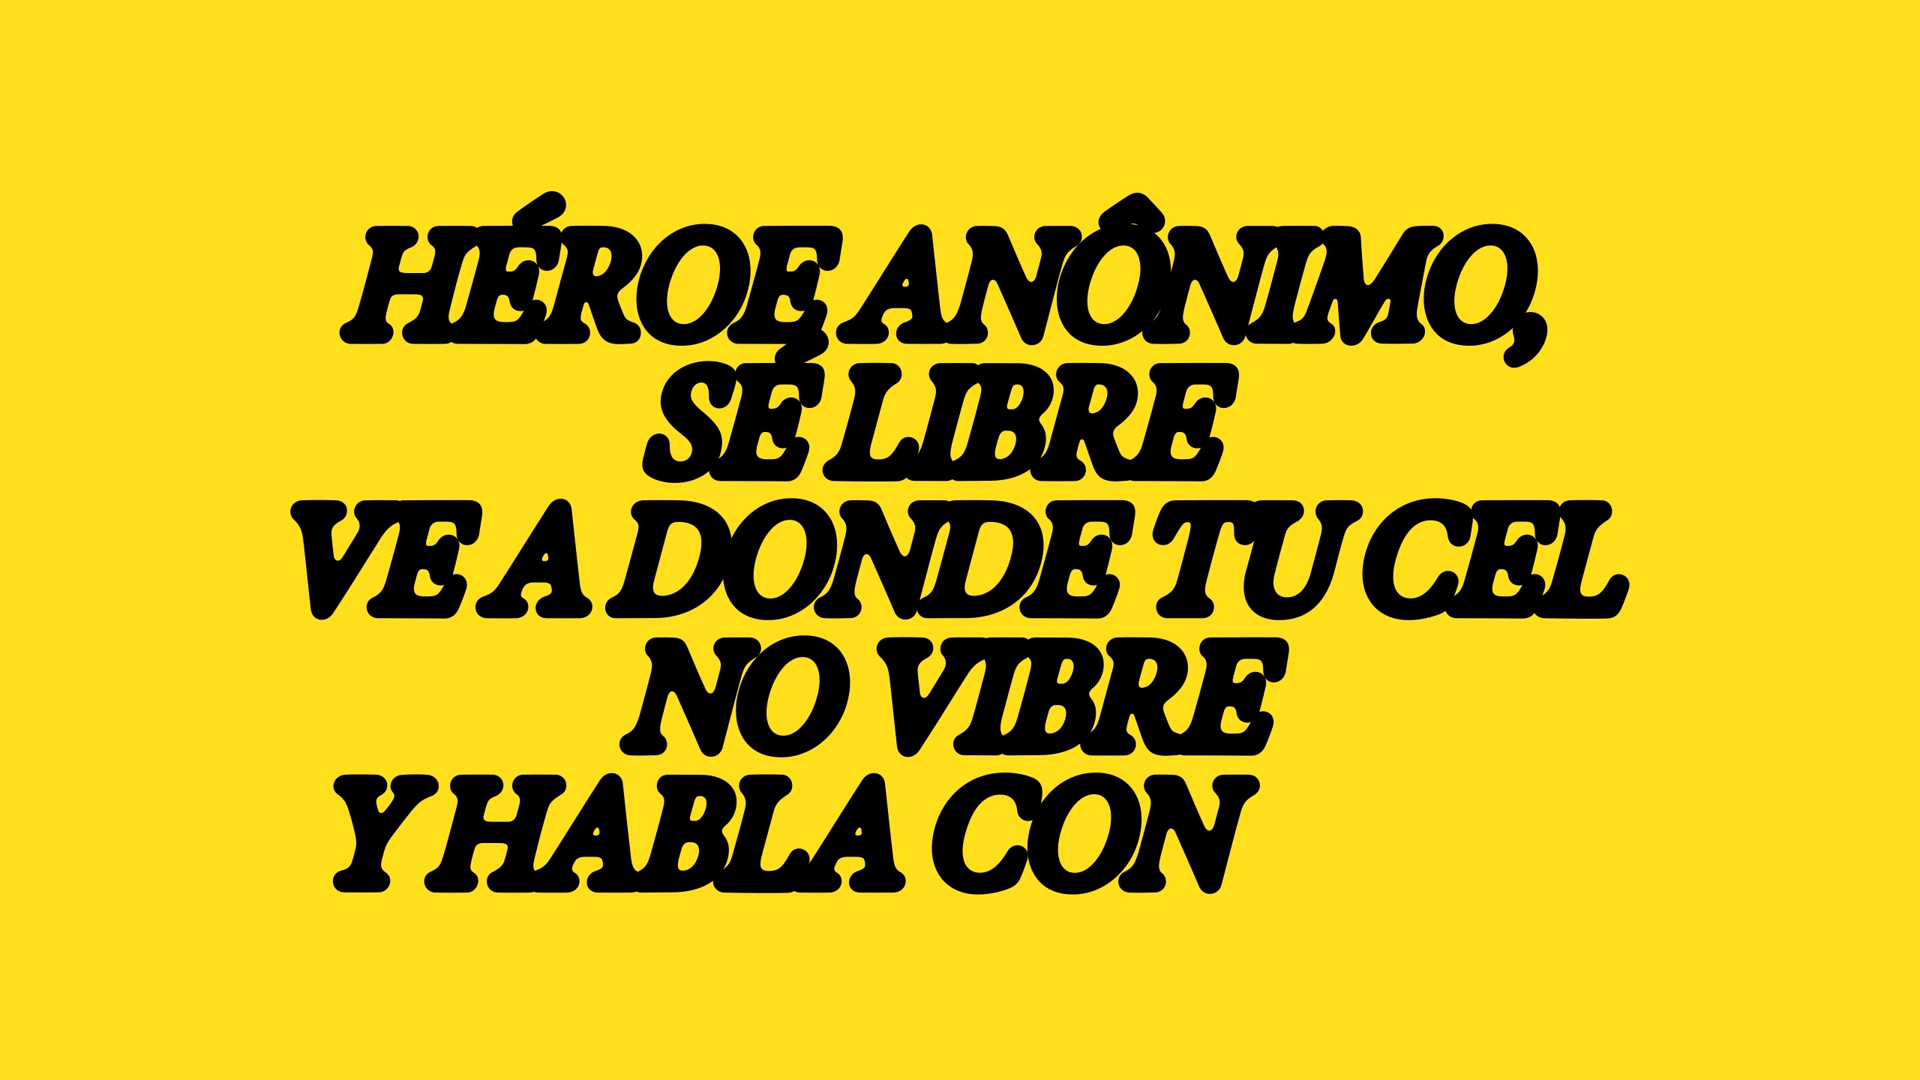 HÉROE ANÔNIMO,
SÉ LIBRE
VE A DONDE TU CEL
NO VIBRE
Y HABLA CON